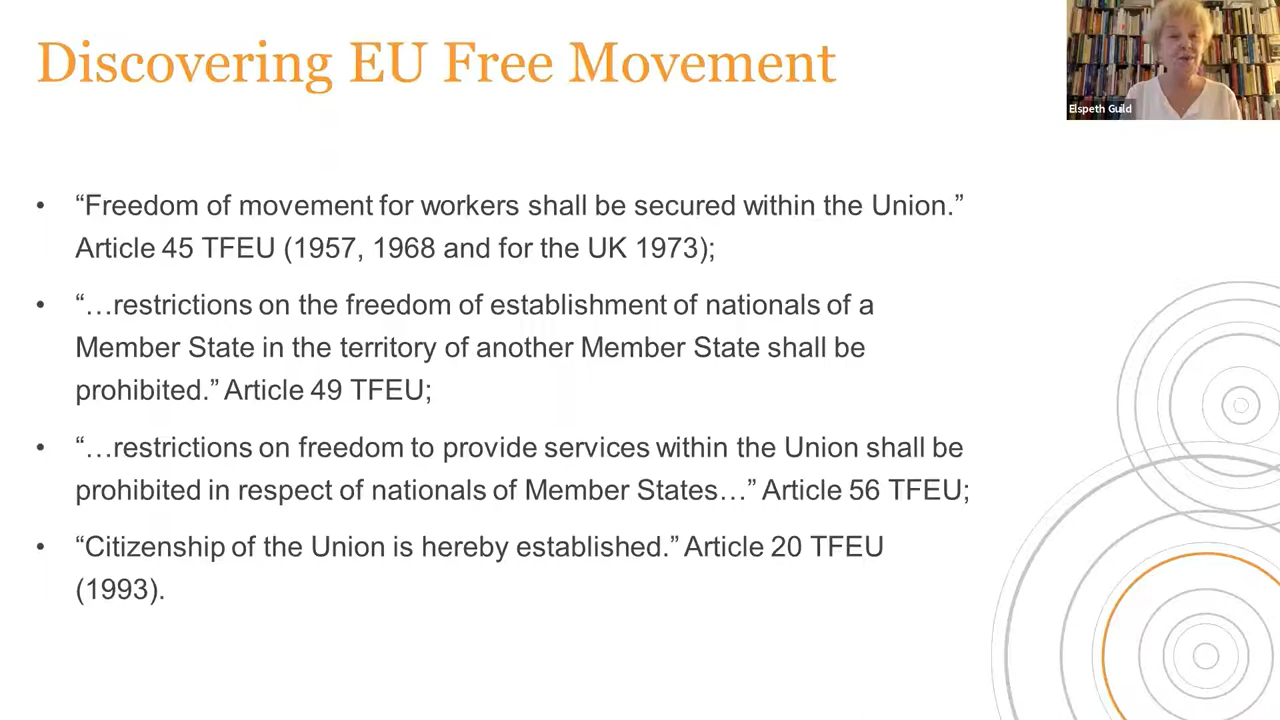 Discovering EU Free Movement
Elspeth Guild
• “Freedom of movement for workers shall be secured within the Union.”
Article 45 TFEU (1957, 1968 and for the UK 1973);
• “…restrictions on the freedom of establishment of nationals of a
Member State in the territory of another Member State shall be
prohibited.” Article 49 TFEU;
• “…restrictions on freedom to provide services within the Union shall be
prohibited in respect of nationals of Member States…” Article 56 TFEU;
• “Citizenship of the Union is hereby established.” Article 20 TFEU
(1993).